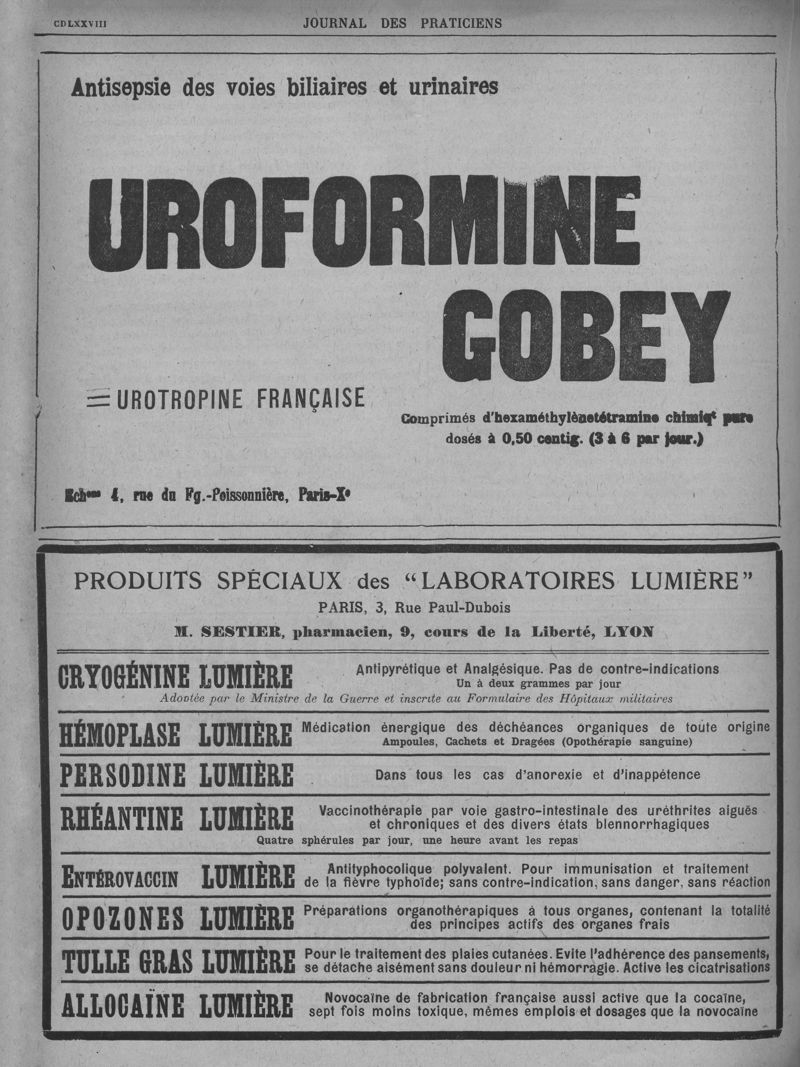 CDLXXVIII
JOURNAL DES PRATICIENS
Antisepsie des voies biliaires et urinaires
UROFORMINE
GOBEY
= UROTROPINE FRANÇAISE
Comprimés d'hexaméthylènetétramine chimiqt pure
dosés à 0,50 centig. (3 à 6 par jour.)
Echons 4, rue du Fg.-Poissonnière, Paris-Xe
PRODUITS SPÉCIAUX des "LABORATOIRES LUMIÈRE"
PARIS, 3, Rue Paul-Dubois
M. SESTIER, pharmacien, 9, cours de la Liberté, LYON
CRYOGÉNINE LUMIÈRE
Antipyrétique et Analgésique. Pas de contre-indications
Un à deux grammes par jour
Adoptée par le Ministre de la Guerre et inscrite au Formulaire des Hôpitaux militaires
HÉMOPLASE LUMIÈRE
Médication énergique des déchéances organiques de toute origine
Ampoules, Cachets et Dragées (Opothérapie sanguine)
PERSODINE LUMIÈRE
Dans tous les cas d'anorexie et d'inappétence
RHÉANTINE LUMIÈRE
Vaccinothérapie par voie gastro-intestinale des uréthrites aiguës
et chroniques et des divers états blennorrhagiques
Quatre sphérules par jour, une heure avant les repas
ENTÉROVACCIN LUMIÈRE
Antityphocolique polyvalent. Pour immunisation et traitement
de la fièvre typhoïde; sans contre-indication, sans danger, sans réaction
OPOZONES LUMIÈRE
Préparations organothérapiques à tous organes, contenant la totalité
des principes actifs des organes frais
TULLE GRAS LUMIÈRE
Pour le traitement des plaies cutanées. Evite l'adhérence des pansements,
se détache aisément sans douleur ni hémorragie. Active les cicatrisations
ALLOCAÏNE LUMIÈRE
Novocaïne de fabrication française aussi active que la cocaïne,
sept fois moins toxique, mêmes emplois et dosages que la novocaïne